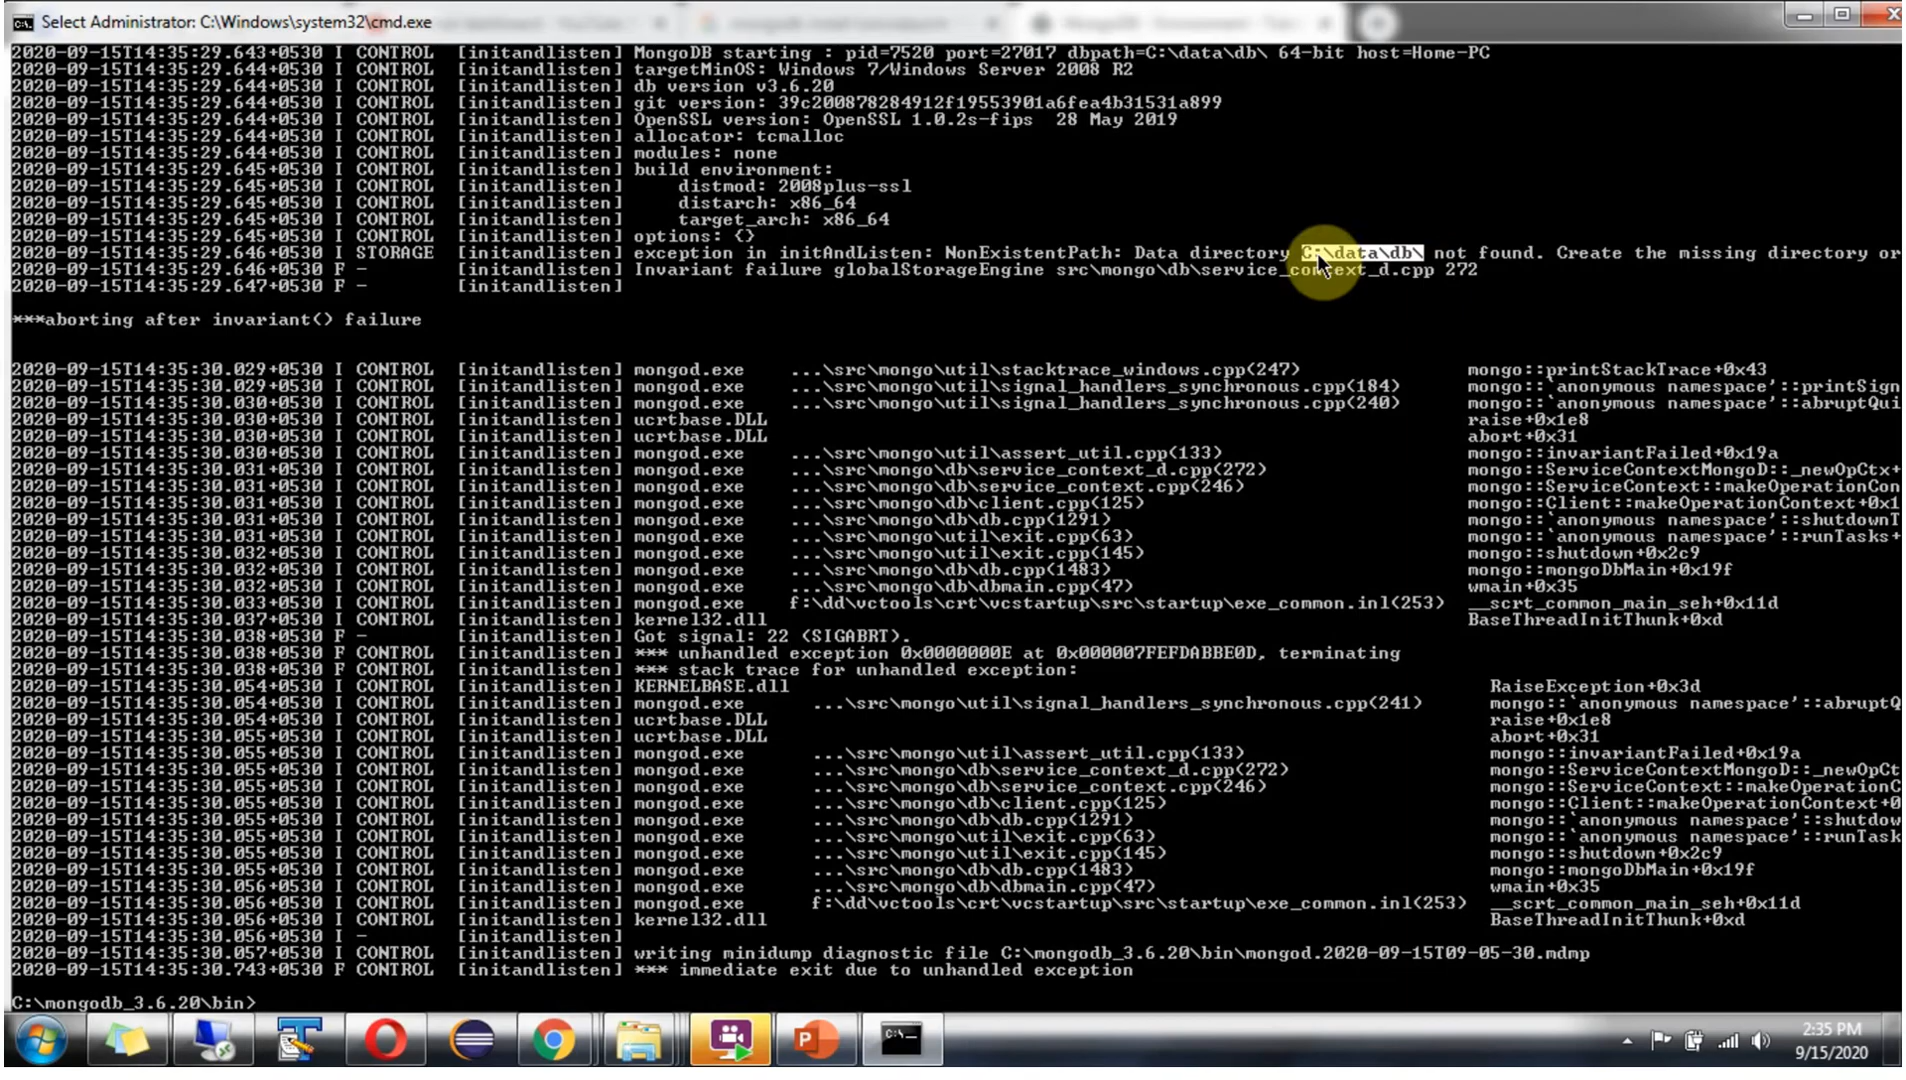 Select Administrator: C:\Windows\system32\cmd.exe
2020-09-15T14:35:29.643+0530 I CONTROL [initandlisten] MongoDB starting : pid=7520 port=27017 dbpath=C:\data\db\ 64-bit host=Home-PC
2020-09-15T14:35:29.644+0530 I CONTROL [initandlisten] targetMinOS: Windows 7/Windows Server 2008 R2
2020-09-15T14:35:29.644+0530 I CONTROL [initandlisten] db version v3.6.20
2020-09-15T14:35:29.644+0530 I CONTROL [initandlisten] git version: 39c200878284912f19553901a6fea4b31531a899
2020-09-15T14:35:29.644+0530 I CONTROL [initandlisten] OpenSSL version: OpenSSL 1.0.2s-fips 28 May 2019
2020-09-15T14:35:29.644+0530 I CONTROL [initandlisten] allocator: tcmalloc
2020-09-15T14:35:29.644+0530 I CONTROL [initandlisten] modules: none
2020-09-15T14:35:29.645+0530 I CONTROL [initandlisten] build environment:
2020-09-15T14:35:29.645+0530 I CONTROL [initandlisten] distmod: 2008plus-ssl
2020-09-15T14:35:29.645+0530 I CONTROL [initandlisten] distarch: x86_64
2020-09-15T14:35:29.645+0530 I CONTROL [initandlisten] target_arch: x86_64
2020-09-15T14:35:29.645+0530 I CONTROL [initandlisten] options: {}
2020-09-15T14:35:29.646+0530 I STORAGE [initandlisten] exception in initAndListen: NonExistentPath: Data directory C:\data\db\ not found. Create the missing directory or
2020-09-15T14:35:29.646+0530 F - [initandlisten] Invariant failure globalStorageEngine src\mongo\db\service_context_d.cpp 272
2020-09-15T14:35:29.647+0530 F - [initandlisten]
***aborting after invariant() failure
2020-09-15T14:35:30.029+0530 I CONTROL [initandlisten] mongod.exe ...\src\mongo\util\stacktrace_windows.cpp(247) mongo::printStackTrace+0x43
2020-09-15T14:35:30.029+0530 I CONTROL [initandlisten] mongod.exe ...\src\mongo\util\signal_handlers_synchronous.cpp(184) mongo::`anonymous namespace'::printSign
2020-09-15T14:35:30.030+0530 I CONTROL [initandlisten] mongod.exe ...\src\mongo\util\signal_handlers_synchronous.cpp(240) mongo::`anonymous namespace'::abruptQui
2020-09-15T14:35:30.030+0530 I CONTROL [initandlisten] ucrtbase.DLL raise+0x1e8
2020-09-15T14:35:30.030+0530 I CONTROL [initandlisten] ucrtbase.DLL abort+0x31
2020-09-15T14:35:30.030+0530 I CONTROL [initandlisten] mongod.exe ...\src\mongo\util\assert_util.cpp(133) mongo::invariantFailed+0x19a
2020-09-15T14:35:30.031+0530 I CONTROL [initandlisten] mongod.exe ...\src\mongo\db\service_context_d.cpp(272) mongo::ServiceContextMongoD::_newOpCtx+
2020-09-15T14:35:30.031+0530 I CONTROL [initandlisten] mongod.exe ...\src\mongo\db\service_context.cpp(246) mongo::ServiceContext::makeOperationCon
2020-09-15T14:35:30.031+0530 I CONTROL [initandlisten] mongod.exe ...\src\mongo\db\client.cpp(125) mongo::Client::makeOperationContext+0x1
2020-09-15T14:35:30.031+0530 I CONTROL [initandlisten] mongod.exe ...\src\mongo\db\db.cpp(1291) mongo::`anonymous namespace'::shutdownT
2020-09-15T14:35:30.031+0530 I CONTROL [initandlisten] mongod.exe ...\src\mongo\util\exit.cpp(63) mongo::`anonymous namespace'::runTasks+
2020-09-15T14:35:30.032+0530 I CONTROL [initandlisten] mongod.exe ...\src\mongo\util\exit.cpp(145) mongo::shutdown+0x2c9
2020-09-15T14:35:30.032+0530 I CONTROL [initandlisten] mongod.exe ...\src\mongo\db\db.cpp(1483) mongo::mongoDbMain+0x19f
2020-09-15T14:35:30.032+0530 I CONTROL [initandlisten] mongod.exe ...\src\mongo\db\dbmain.cpp(47) wmain+0x35
2020-09-15T14:35:30.033+0530 I CONTROL [initandlisten] mongod.exe f:\dd\vctools\crt\vcstartup\src\startup\exe_common.inl(253) __scrt_common_main_seh+0x11d
2020-09-15T14:35:30.037+0530 I CONTROL [initandlisten] kernel32.dll BaseThreadInitThunk+0xd
2020-09-15T14:35:30.038+0530 F - [initandlisten] Got signal: 22 (SIGABRT).
2020-09-15T14:35:30.038+0530 F CONTROL [initandlisten] *** unhandled exception 0x0000000E at 0x000007FEFDABBE0D, terminating
2020-09-15T14:35:30.038+0530 F CONTROL [initandlisten] *** stack trace for unhandled exception:
2020-09-15T14:35:30.054+0530 I CONTROL [initandlisten] KERNELBASE.dll RaiseException+0x3d
2020-09-15T14:35:30.054+0530 I CONTROL [initandlisten] mongod.exe ...\src\mongo\util\signal_handlers_synchronous.cpp(241) mongo::`anonymous namespace'::abruptQ
2020-09-15T14:35:30.054+0530 I CONTROL [initandlisten] ucrtbase.DLL raise+0x1e8
2020-09-15T14:35:30.055+0530 I CONTROL [initandlisten] ucrtbase.DLL abort+0x31
2020-09-15T14:35:30.055+0530 I CONTROL [initandlisten] mongod.exe ...\src\mongo\util\assert_util.cpp(133) mongo::invariantFailed+0x19a
2020-09-15T14:35:30.055+0530 I CONTROL [initandlisten] mongod.exe ...\src\mongo\db\service_context_d.cpp(272) mongo::ServiceContextMongoD::_newOpCt
2020-09-15T14:35:30.055+0530 I CONTROL [initandlisten] mongod.exe ...\src\mongo\db\service_context.cpp(246) mongo::ServiceContext::makeOperationC
2020-09-15T14:35:30.055+0530 I CONTROL [initandlisten] mongod.exe ...\src\mongo\db\client.cpp(125) mongo::Client::makeOperationContext+0
2020-09-15T14:35:30.055+0530 I CONTROL [initandlisten] mongod.exe ...\src\mongo\db\db.cpp(1291) mongo::`anonymous namespace'::shutdow
2020-09-15T14:35:30.055+0530 I CONTROL [initandlisten] mongod.exe ...\src\mongo\util\exit.cpp(63) mongo::`anonymous namespace'::runTask
2020-09-15T14:35:30.055+0530 I CONTROL [initandlisten] mongod.exe ...\src\mongo\util\exit.cpp(145) mongo::shutdown+0x2c9
2020-09-15T14:35:30.055+0530 I CONTROL [initandlisten] mongod.exe ...\src\mongo\db\db.cpp(1483) mongo::mongoDbMain+0x19f
2020-09-15T14:35:30.056+0530 I CONTROL [initandlisten] mongod.exe ...\src\mongo\db\dbmain.cpp(47) wmain+0x35
2020-09-15T14:35:30.056+0530 I CONTROL [initandlisten] mongod.exe f:\dd\vctools\crt\vcstartup\src\startup\exe_common.inl(253) __scrt_common_main_seh+0x11d
2020-09-15T14:35:30.056+0530 I CONTROL [initandlisten] kernel32.dll BaseThreadInitThunk+0xd
2020-09-15T14:35:30.056+0530 I - [initandlisten]
2020-09-15T14:35:30.057+0530 I CONTROL [initandlisten] writing minidump diagnostic file C:\mongodb_3.6.20\bin\mongod.2020-09-15T09-05-30.mdmp
2020-09-15T14:35:30.743+0530 F CONTROL [initandlisten] *** immediate exit due to unhandled exception
C:\mongodb_3.6.20\bin>
2:35 PM
9/15/2020